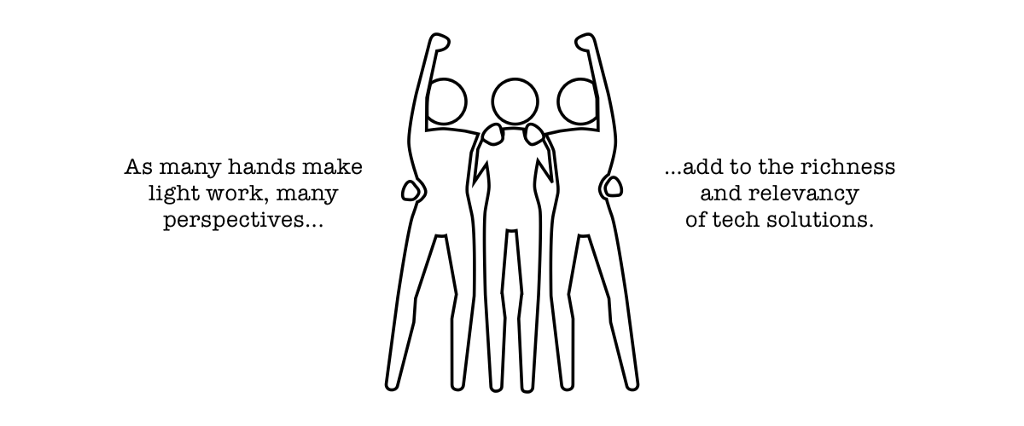 As many hands make
light work, many
perspectives...
...add to the richness
and relevancy
of tech solutions.